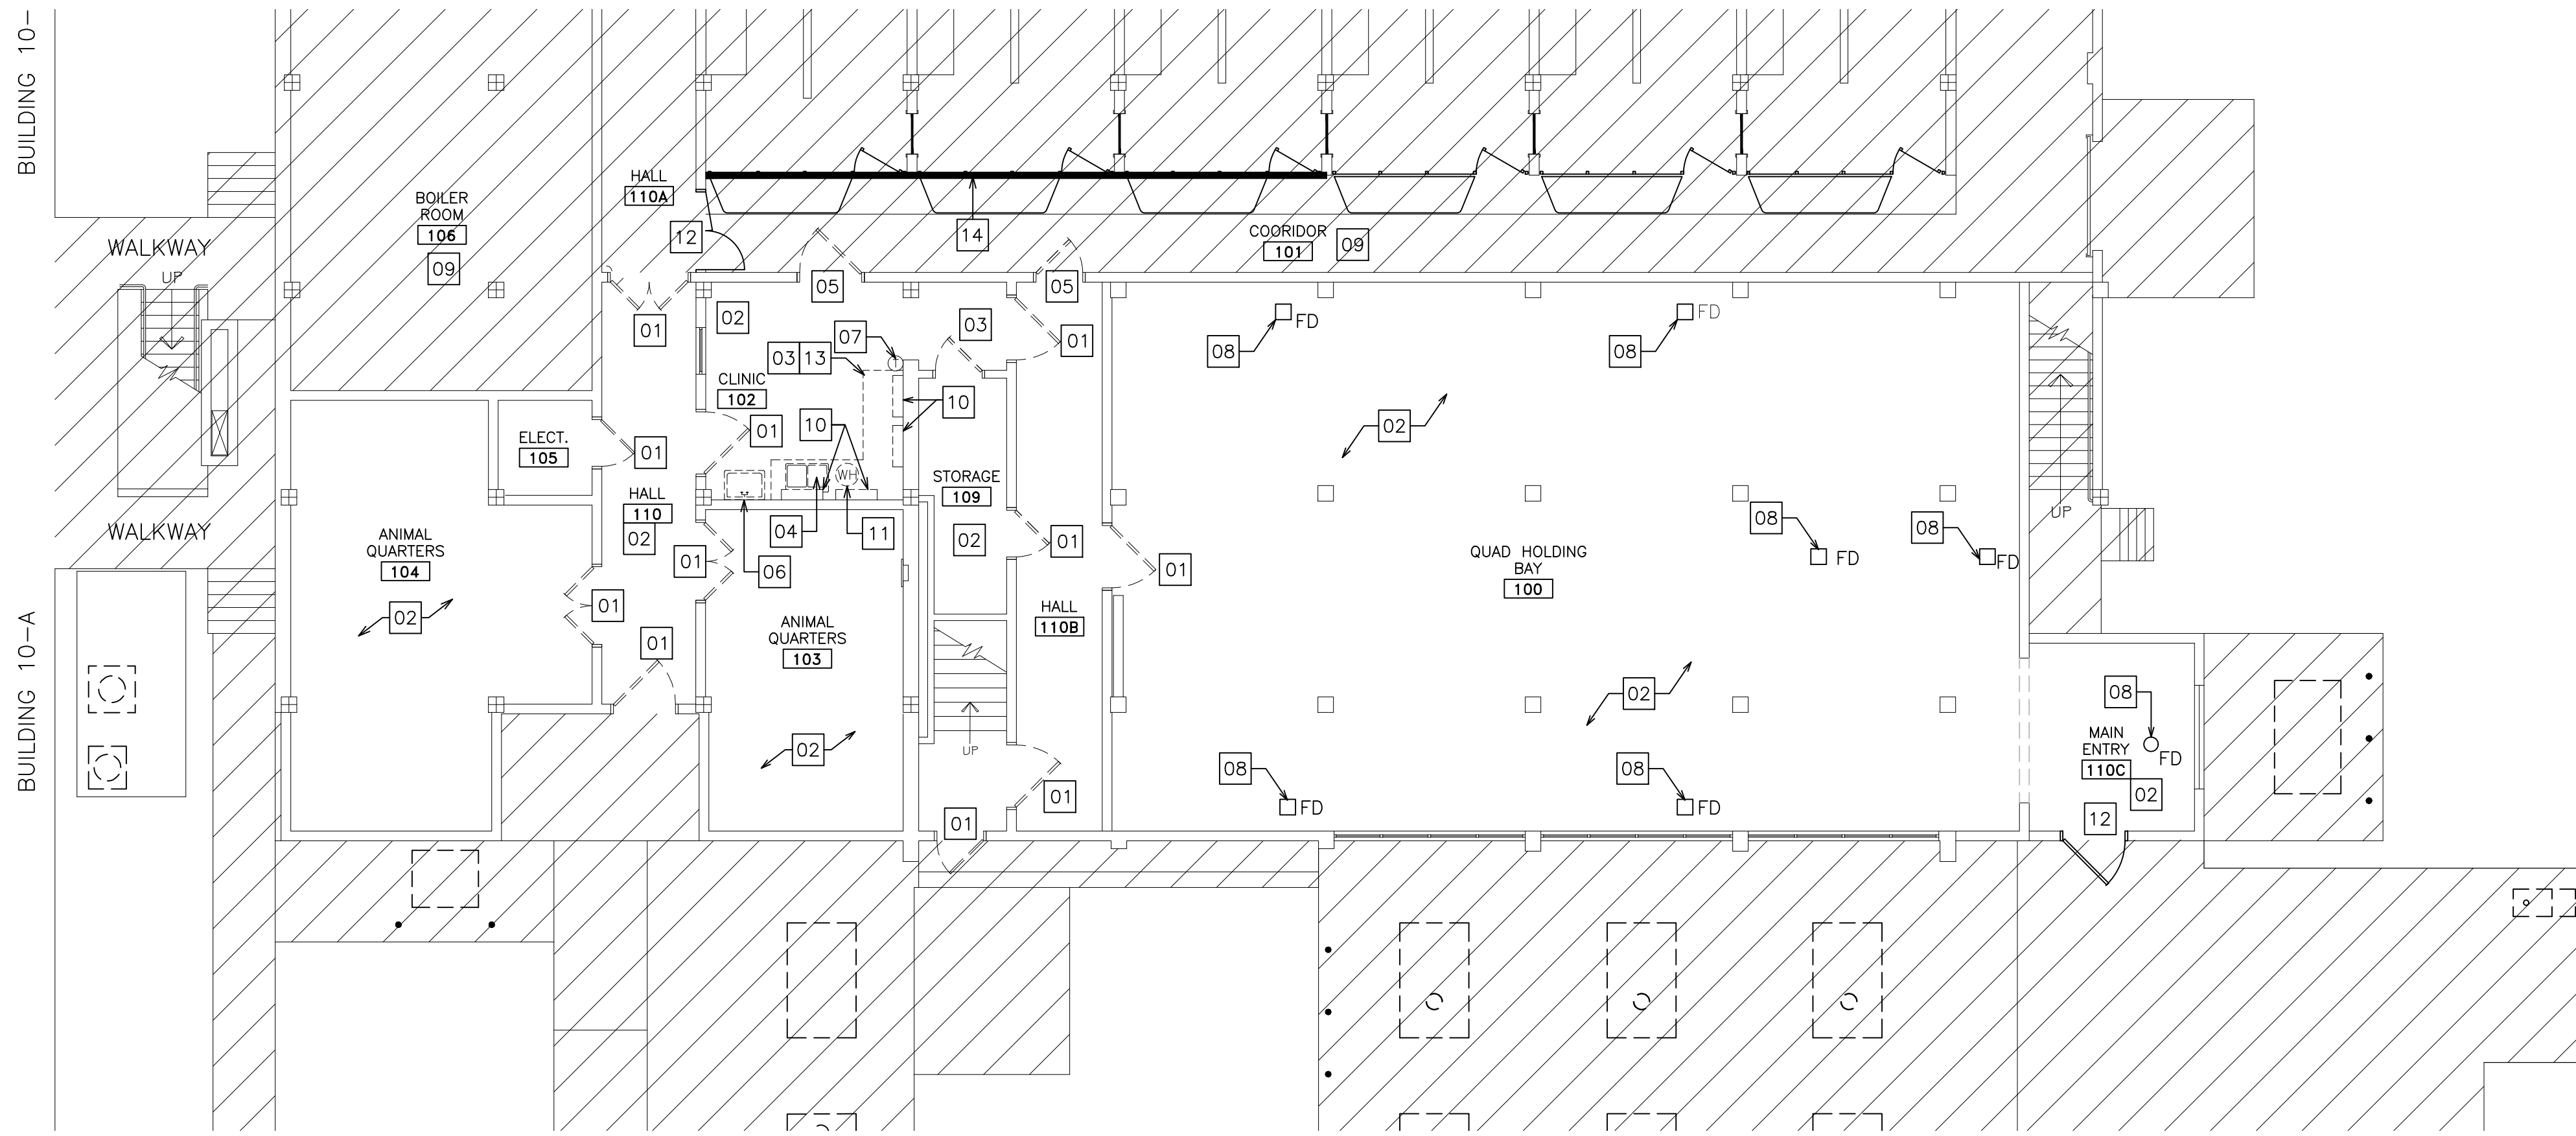 BUILDING 10-
BUILDING 10-A
WALKWAY
UP
WALKWAY
BOILER
ROOM
106
09
HALL
110A
12
14
COORIDOR
101
09
05
05
01
02
03
01
07
03 13
CLINIC
102
10
10
01
01
ELECT.
105
WH
04
11
06
HALL
110
02
01
01
01
STORAGE
109
02
01
01
ANIMAL
QUARTERS
104
02
ANIMAL
QUARTERS
103
02
HALL
110B
UP
01
01
08
FD
08
FD
02
08
FD
08
FD
QUAD HOLDING
BAY
100
02
08
FD
08
FD
UP
08
FD
MAIN
ENTRY
110C
02
12